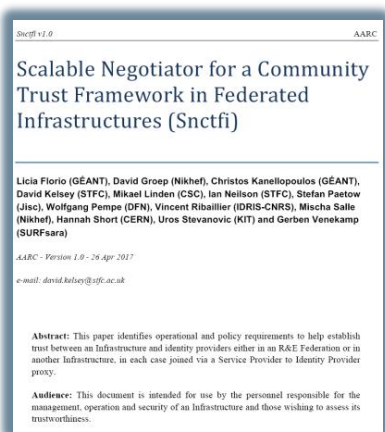 Snctfi v1.0 AARC
Scalable Negotiator for a Community
Trust Framework in Federated
Infrastructures (Snctfi)
Licia Florio (GÉANT), David Groep (Nikhef), Christos Kanellopoulos (GÉANT),
David Kelsey (STFC), Mikael Linden (CSC), Ian Neilson (STFC), Stefan Paetow
(Jisc), Wolfgang Pempe (DFN), Vincent Ribaillier (IDRIS-CNRS), Mischa Salle
(Nikhef), Hannah Short (CERN), Uros Stevanovic (KIT) and Gerben Venekamp
(SURFsara)
AARC - Version 1.0 - 26 Apr 2017
e-mail: david.kelsey@stfc.ac.uk
Abstract: This paper identifies operational and policy requirements to help establish
trust between an Infrastructure and identity providers either in an R&E Federation or in
another Infrastructure, in each case joined via a Service Provider to Identity Provider
proxy.
Audience: This document is intended for use by the personnel responsible for the
management, operation and security of an Infrastructure and those wishing to assess its
trustworthiness.